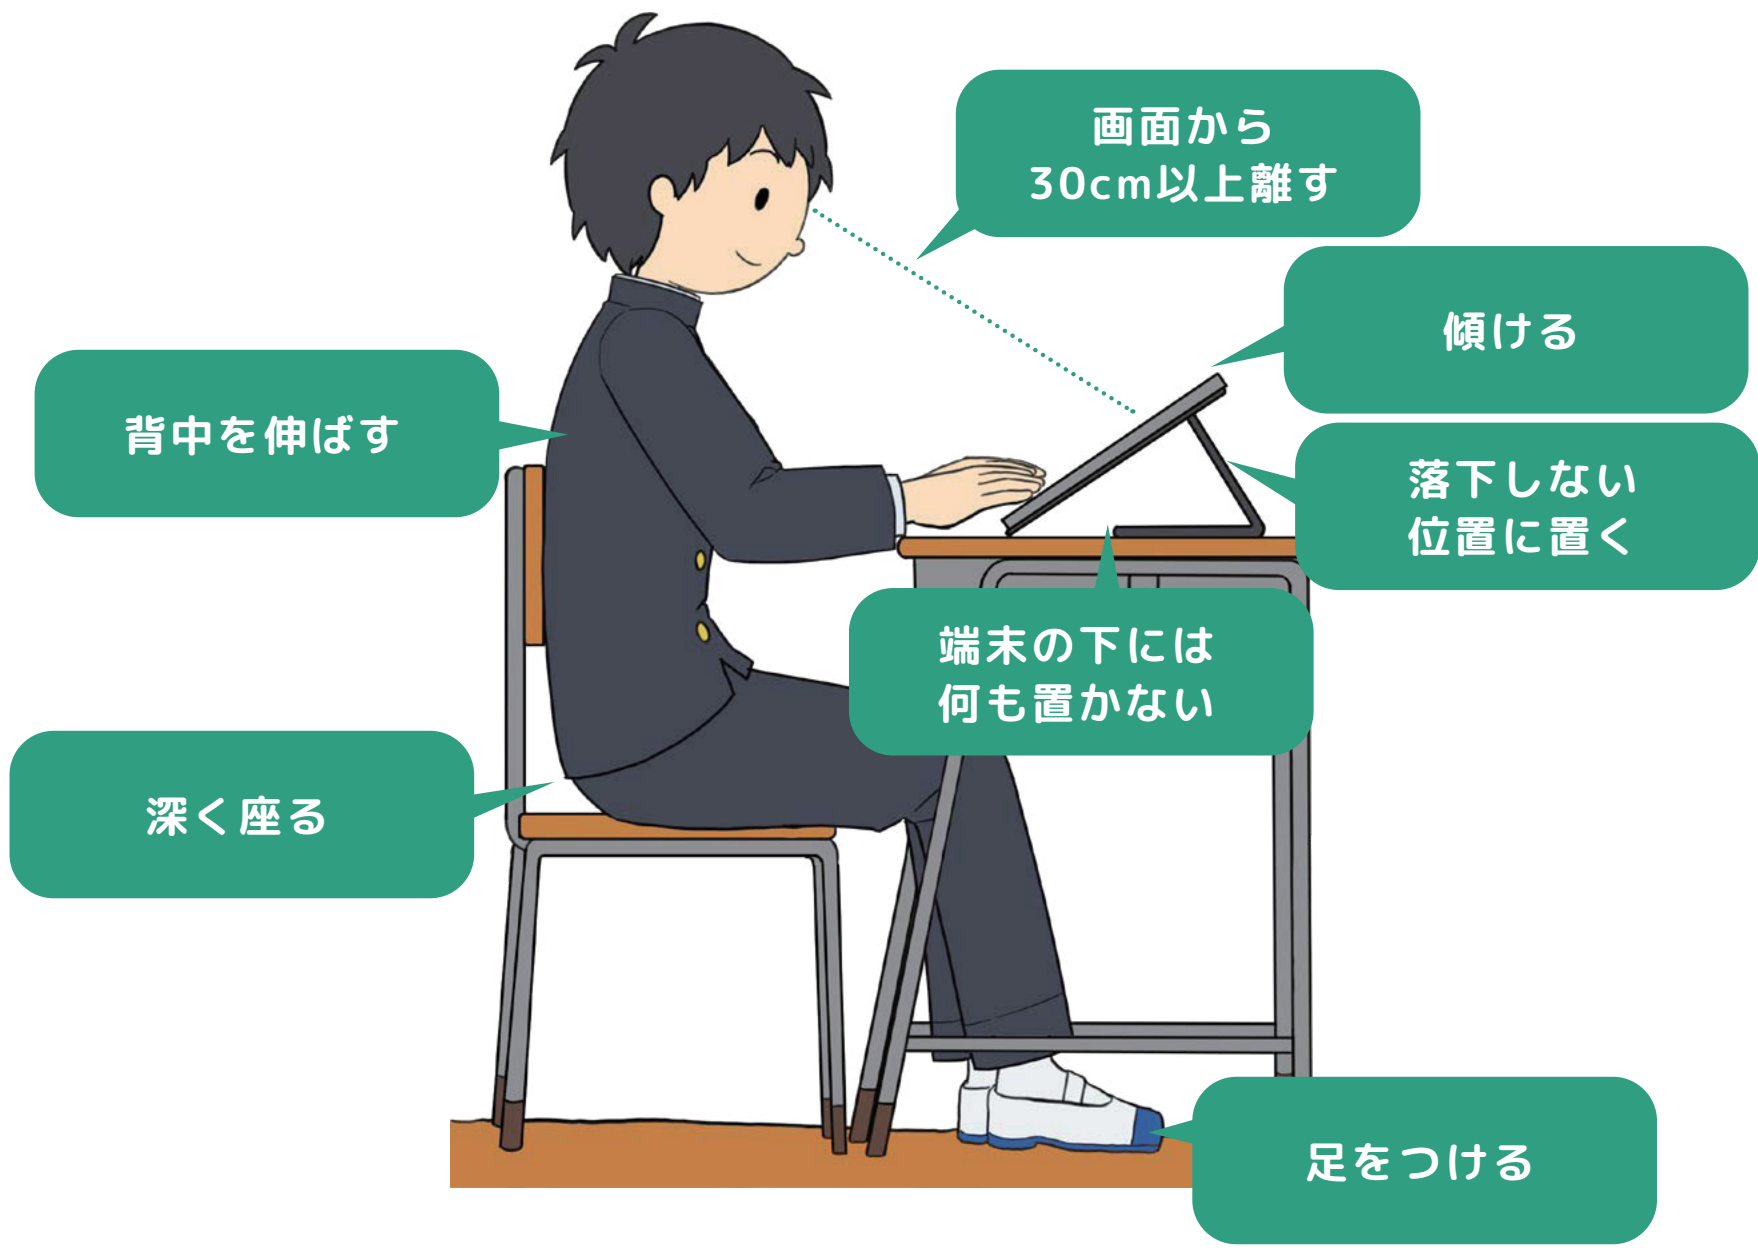 画面から
30cm以上離す
傾ける
背中を伸ばす
落下しない
位置に置く
端末の下には
何も置かない
深く座る
足をつける